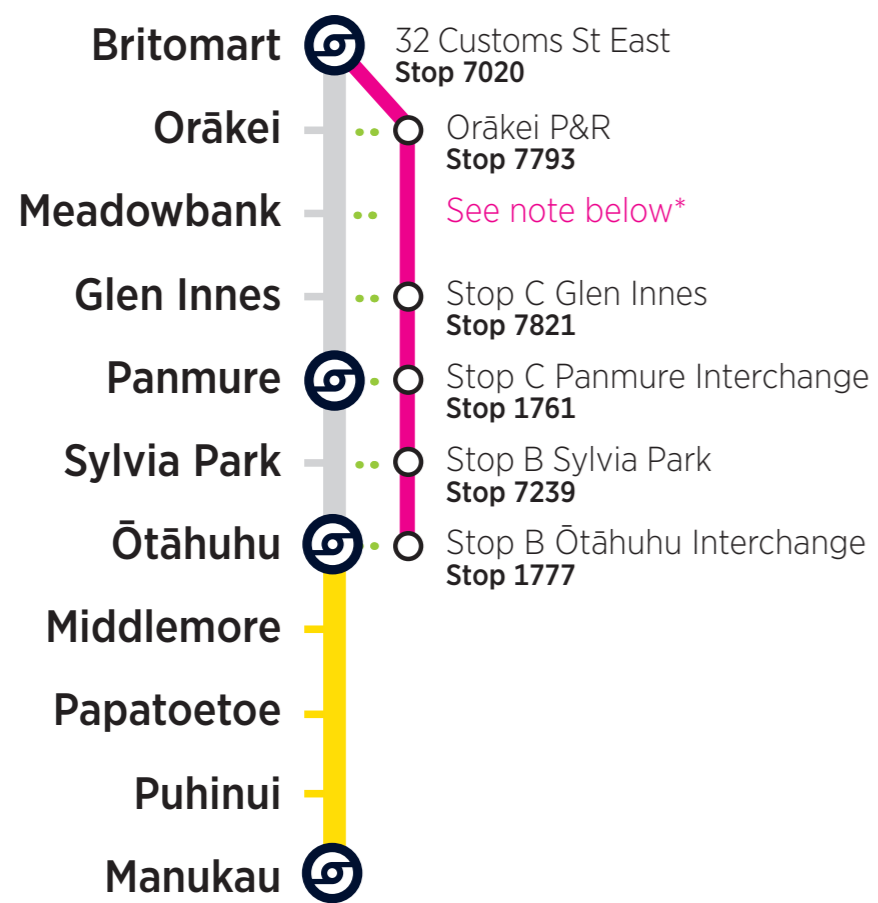 Britomart
32 Customs St East
Stop 7020
Orākei
Orākei P&R
Stop 7793
Meadowbank
See note below*
Glen Innes
Stop C Glen Innes
Stop 7821
Panmure
Stop C Panmure Interchange
Stop 1761
Sylvia Park
Stop B Sylvia Park
Stop 7239
Ōtāhuhu
Stop B Ōtāhuhu Interchange
Stop 1777
Middlemore
Papatoetoe
Puhinui
Manukau